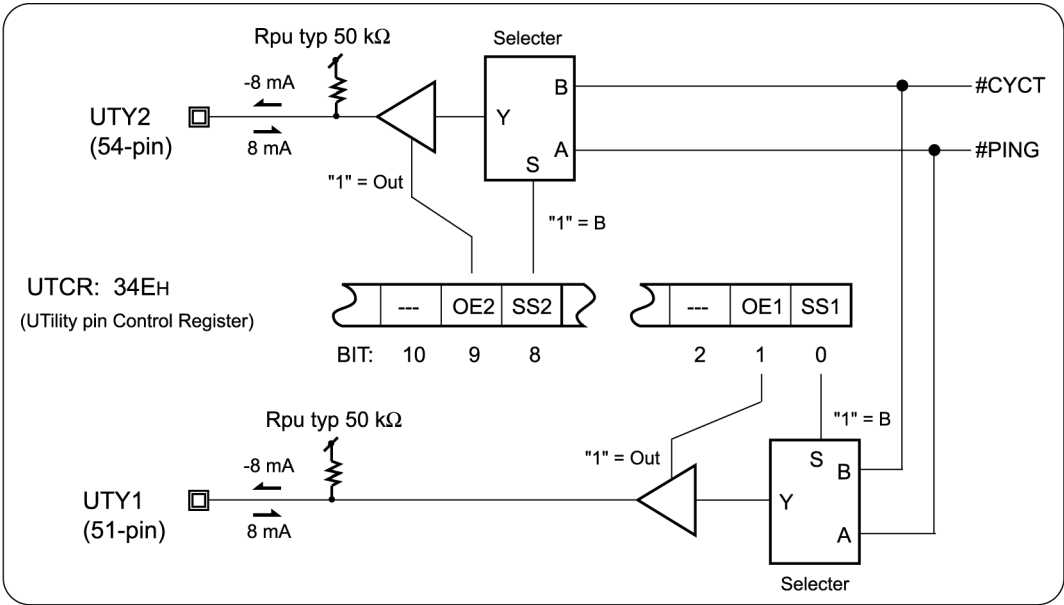 Rpu typ 50 kΩ
Selecter
-8 mA
B
#CYCT
UTY2
Y
(54-pin)
8 mA
A
#PING
S
"1" = Out
"1" = B
UTCR: 34EH
(UTility pin Control Register)
--- OE2 SS2
--- OE1 SS1
BIT: 10 9 8
2 1 0
Rpu typ 50 kΩ
"1" = B
-8 mA
"1" = Out
S
B
UTY1
Y
(51-pin)
8 mA
A
Selecter